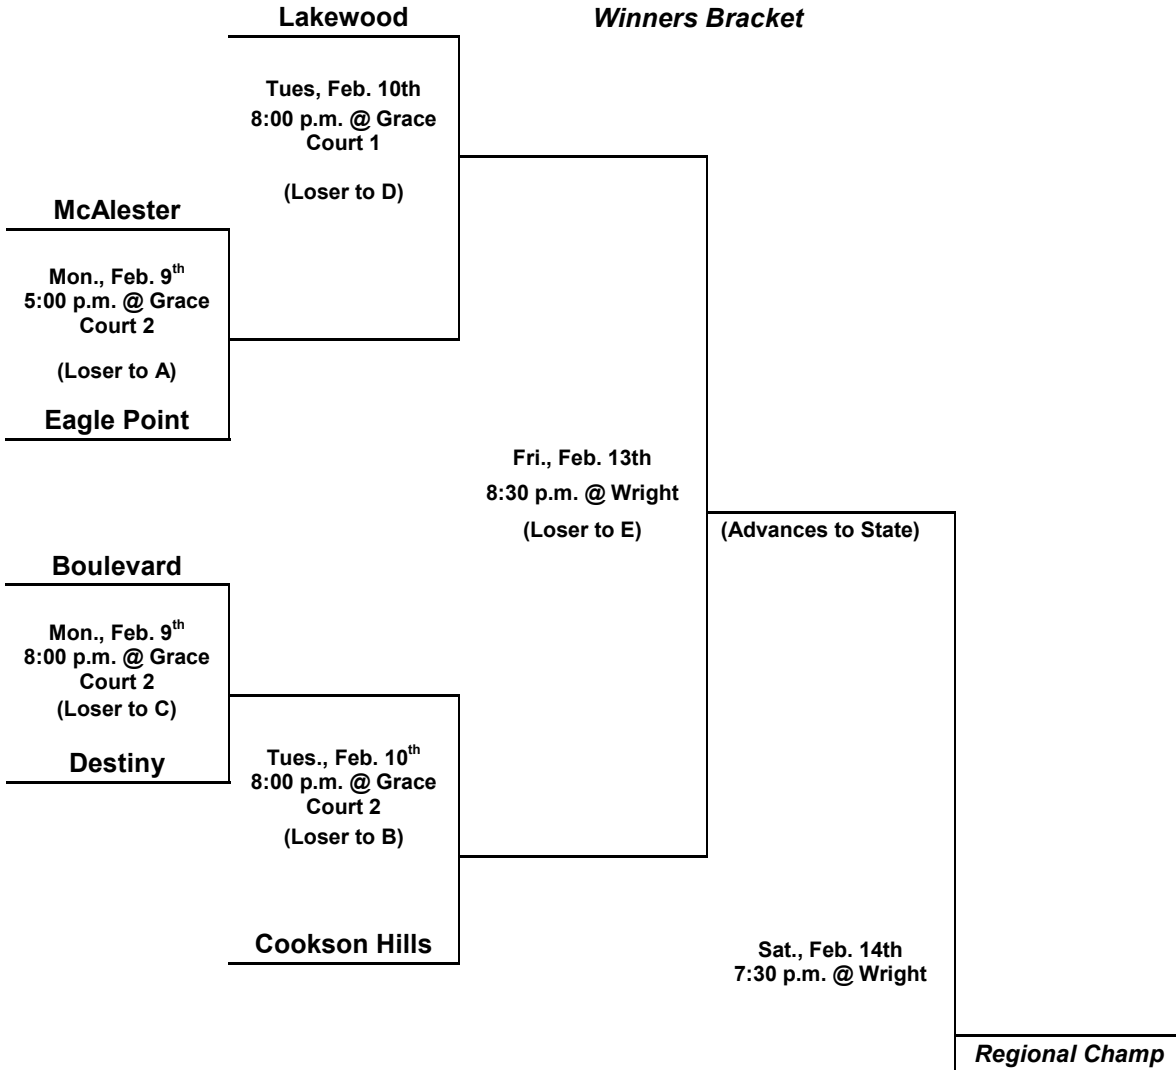 Lakewood
Winners Bracket
Tues, Feb. 10th
8:00 p.m. @ Grace
Court 1
(Loser to D)
McAlester
Mon., Feb. 9th
5:00 p.m. @ Grace
Court 2
(Loser to A)
Eagle Point
Fri., Feb. 13th
8:30 p.m. @ Wright
(Loser to E)
(Advances to State)
Boulevard
Mon., Feb. 9th
8:00 p.m. @ Grace
Court 2
(Loser to C)
Destiny
Tues., Feb. 10th
8:00 p.m. @ Grace
Court 2
(Loser to B)
Cookson Hills
Sat., Feb. 14th
7:30 p.m. @ Wright
Regional Champ